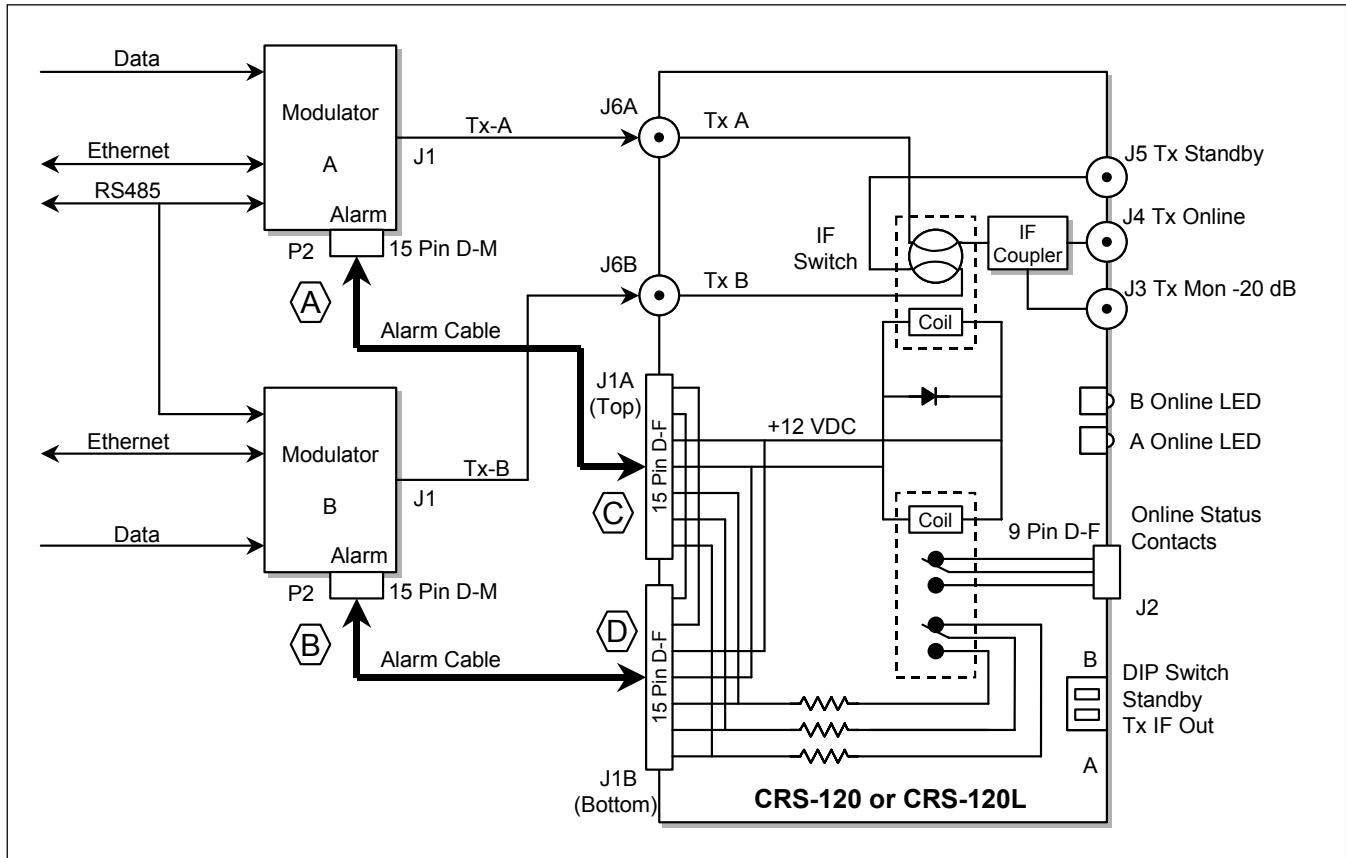 Data
Modulator
A
Ethernet
RS485
Alarm
P2
15 Pin D-M
A
Tx-A
J1
J6A
Tx A
J6B
Tx B
IF
Switch
IF
Coupler
J5 Tx Standby
J4 Tx Online
J3 Tx Mon -20 dB
Coil
Alarm Cable
J1A
(Top)
15 Pin D-F
C
+12 VDC
B Online LED
A Online LED
Ethernet
Modulator
B
Tx-B
J1
Data
Alarm
P2
15 Pin D-M
B
Alarm Cable
D
15 Pin D-F
J1B
(Bottom)
Coil
9 Pin D-F
Online Status
Contacts
J2
B
DIP Switch
Standby
Tx IF Out
A
CRS-120 or CRS-120L